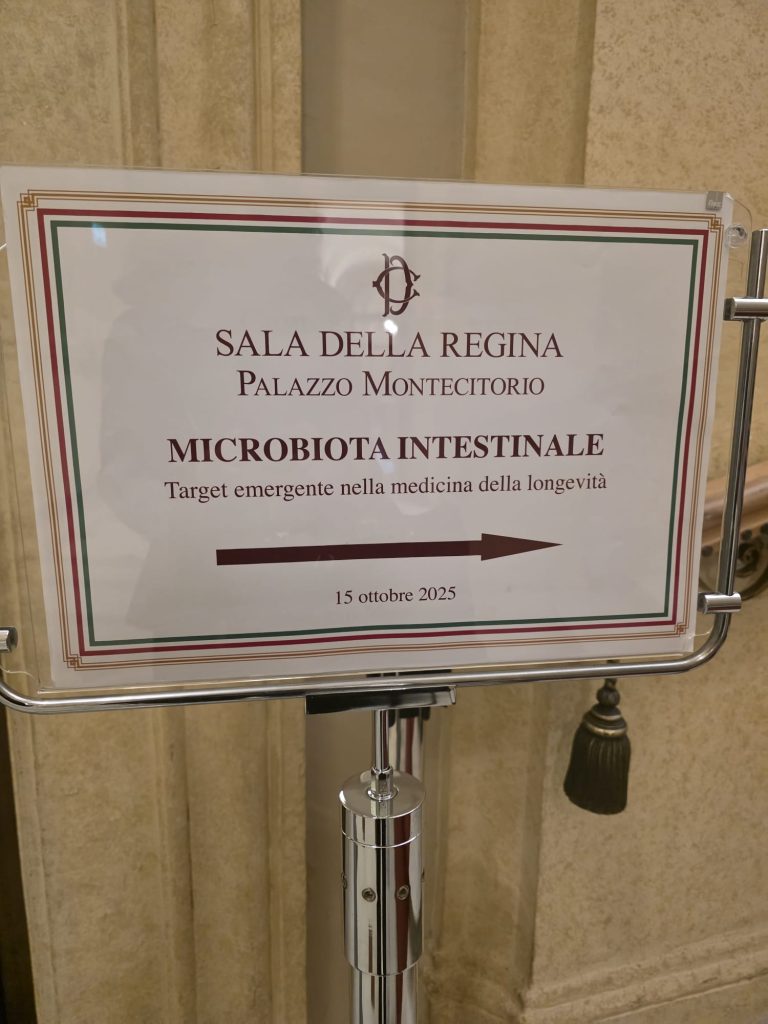 SALA DELLA REGINA
PALAZZO MONTECITORIO
MICROBIOTA INTESTINALE
Target emergente nella medicina della longevità
15 ottobre 2025